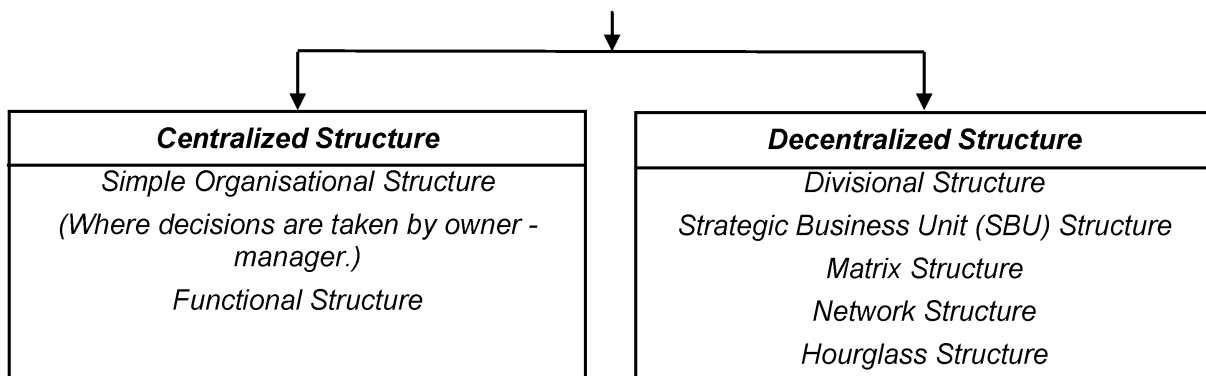 Centralized Structure
Simple Organisational Structure
(Where decisions are taken by owner -
manager.)
Functional Structure
Decentralized Structure
Divisional Structure
Strategic Business Unit (SBU) Structure
Matrix Structure
Network Structure
Hourglass Structure